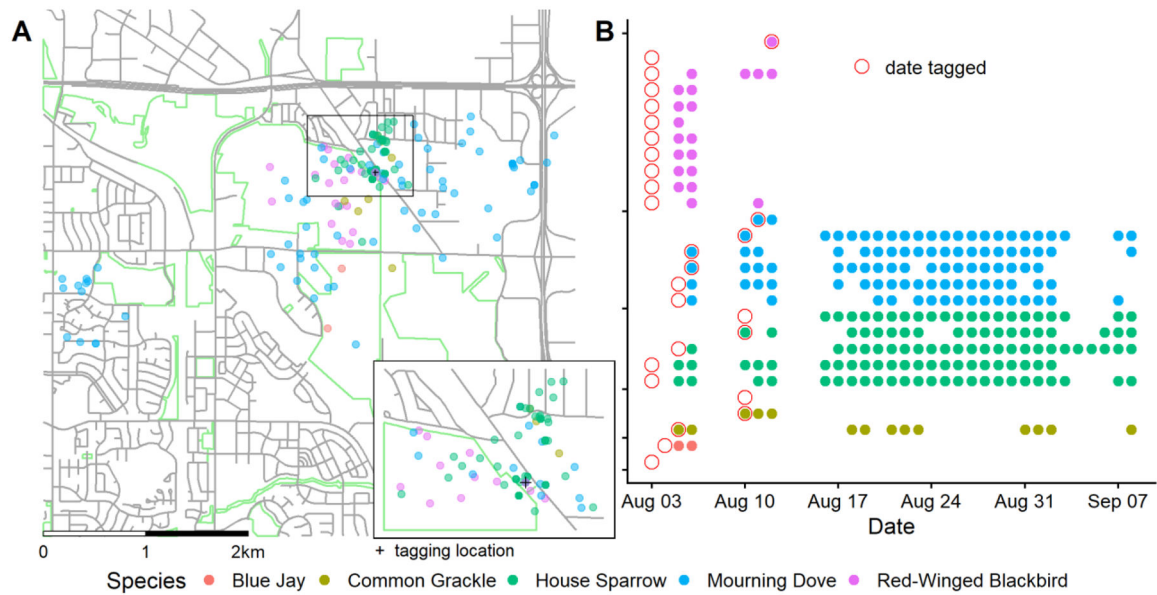 A
B
date tagged
Aug 03 Aug 10 Aug 17 Aug 24 Aug 31 Sep 07
Date
0 1 2km
+ tagging location
Species Blue Jay Common Grackle House Sparrow Mourning Dove Red-Winged Blackbird